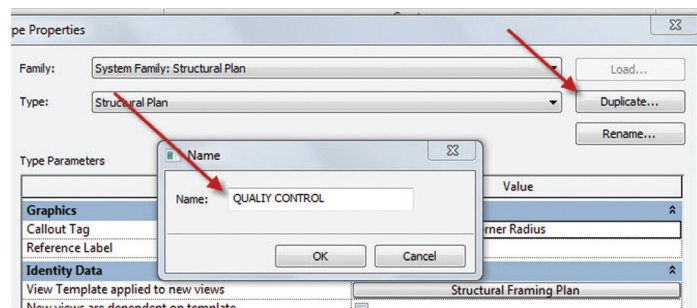 pe Properties
Family: System Family: Structural Plan Load...
Type: Structural Plan Duplicate...
Rename...
Type Parameters
Name
Name: QUALIY CONTROL
OK Cancel
Value
Graphics
Callout Tag rner Radius
Reference Label
Identity Data
View Template applied to new views Structural Framing Plan
New views are dependent on template